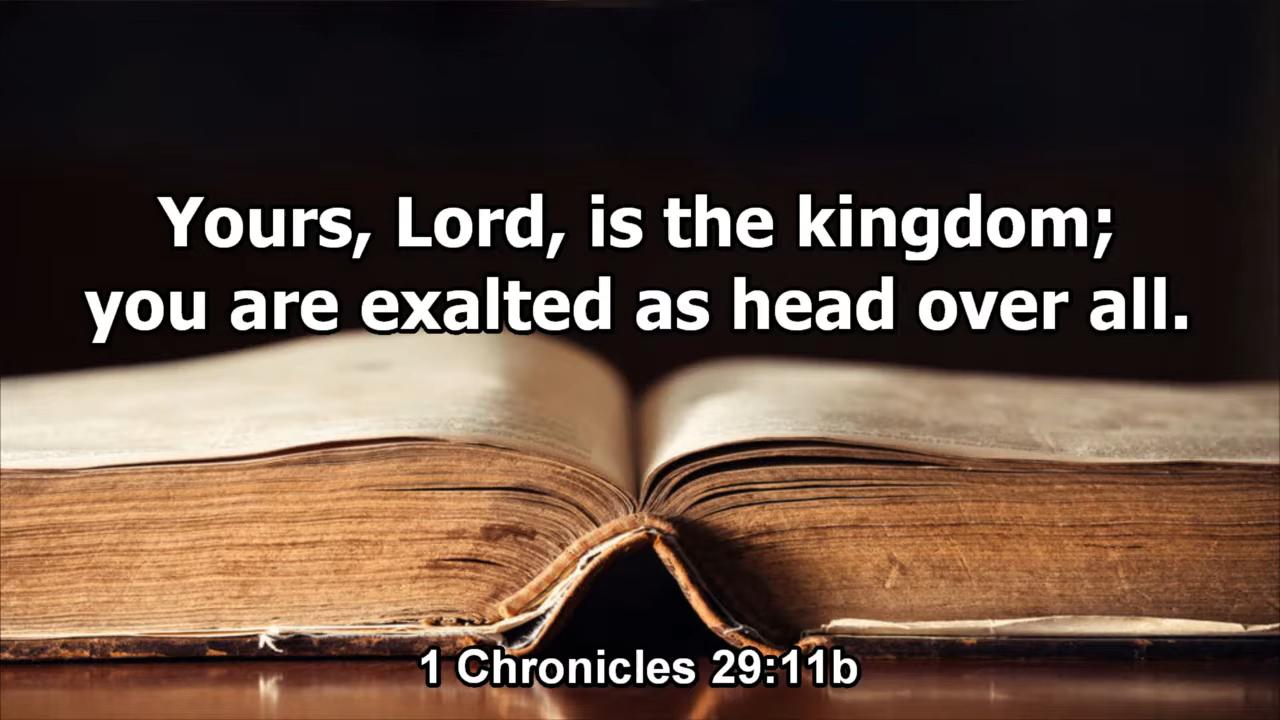 Yours, Lord, is the kingdom;
you are exalted as head over all.
1 Chronicles 29:11b